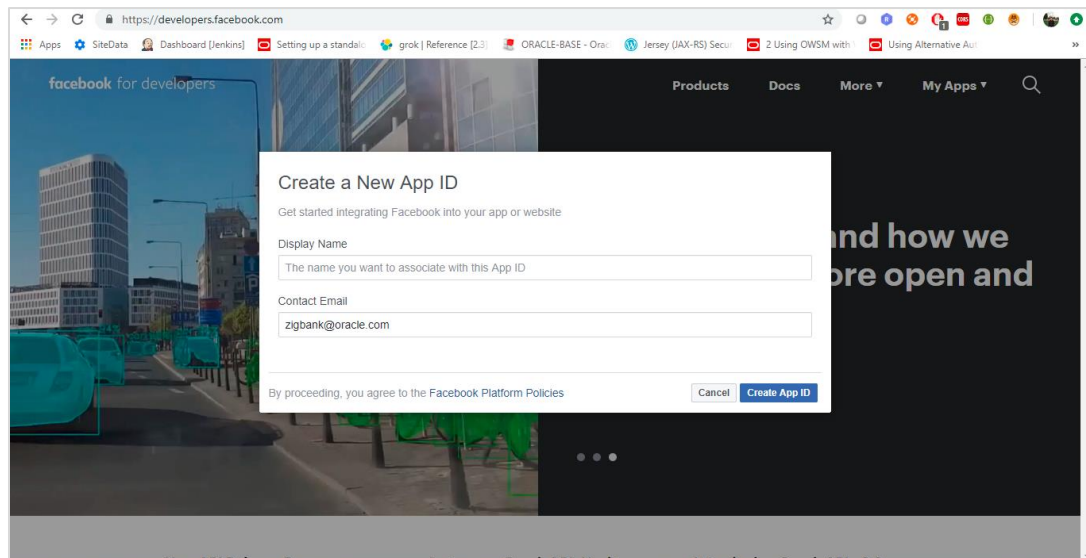 https://developers.facebook.com
Apps SiteData Dashboard [Jenkins] Setting up a standalo grok | Reference [2.3] ORACLE-BASE - Orac Jersey (JAX-RS) Secur 2 Using OWSM with Using Alternative Aut »
facebook for developers
Products Docs More ▼ My Apps ▼
and how we
ore open and
Create a New App ID
Get started integrating Facebook into your app or website
Display Name
The name you want to associate with this App ID
Contact Email
zigbank@oracle.com
By proceeding, you agree to the Facebook Platform Policies
Cancel Create App ID